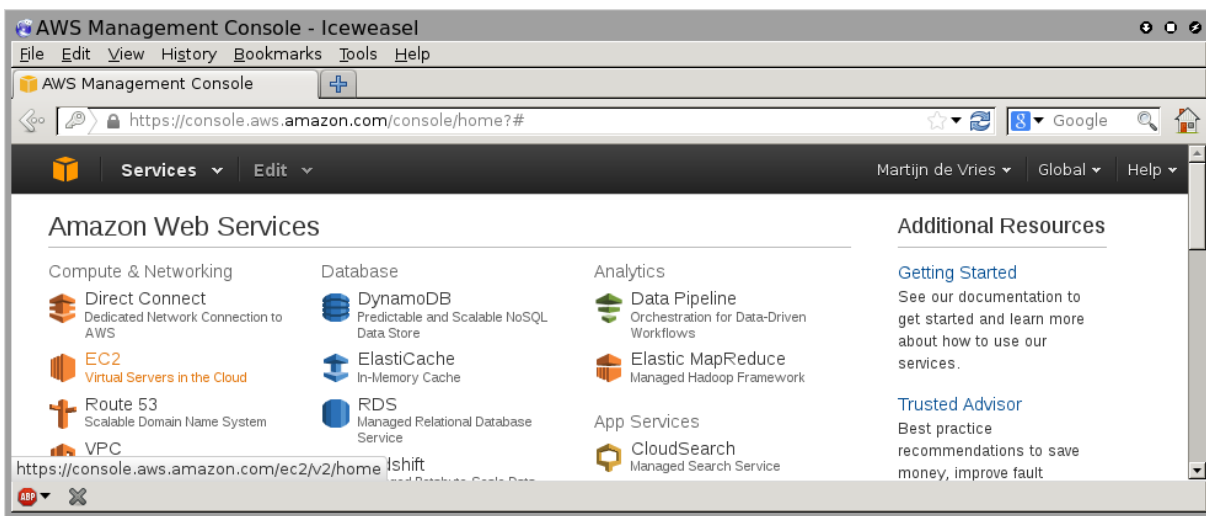 AWS Management Console - Iceweasel
File Edit View History Bookmarks Tools Help
AWS Management Console
https://console.aws.amazon.com/console/home?#
Google
Services Edit Martijn de Vries Global Help
Amazon Web Services
Compute & Networking
Direct Connect
Dedicated Network Connection to
AWS
EC2
Virtual Servers in the Cloud
Route 53
Scalable Domain Name System
VPC
https://console.aws.amazon.com/ec2/v2/home
Database
DynamoDB
Predictable and Scalable NoSQL
Data Store
ElastiCache
In-Memory Cache
RDS
Managed Relational Database
Service
Analytics
Data Pipeline
Orchestration for Data-Driven
Workflows
Elastic MapReduce
Managed Hadoop Framework
App Services
CloudSearch
Managed Search Service
Additional Resources
Getting Started
See our documentation to
get started and learn more
about how to use our
services.
Trusted Advisor
Best practice
recommendations to save
money, improve fault
ABP